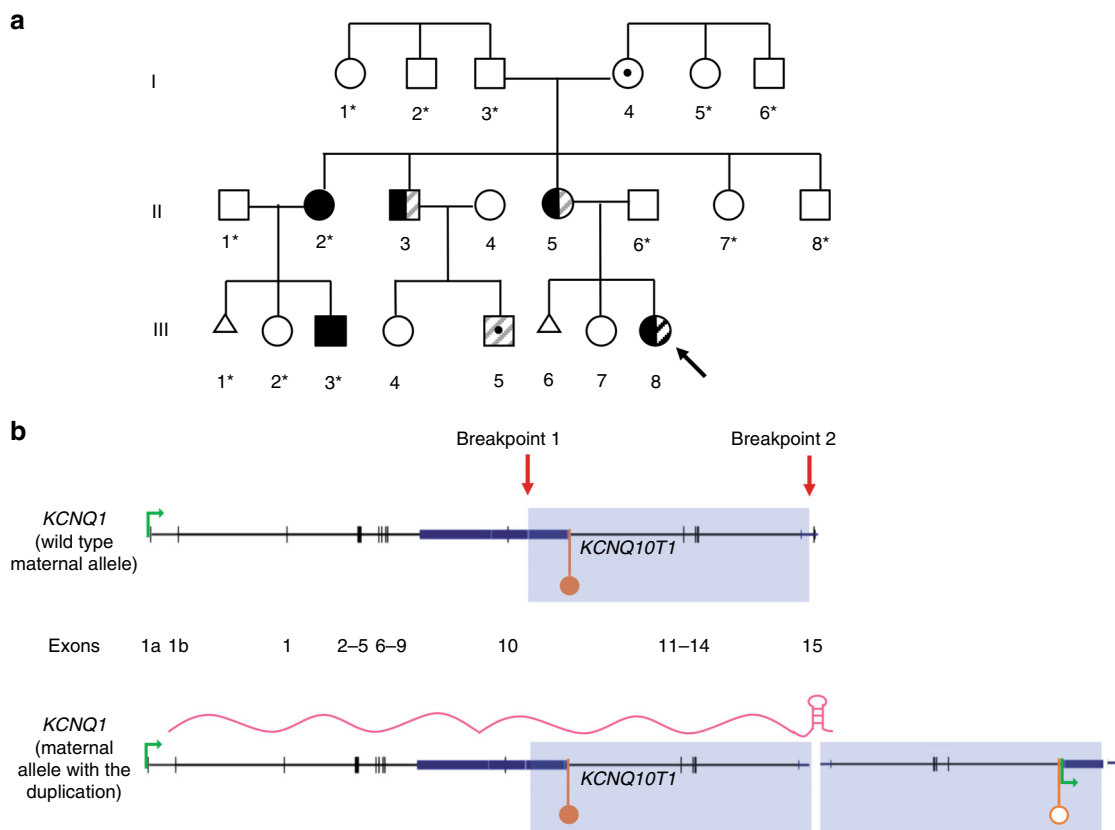 a
I
1* 2* 3* 4 5* 6*
II
1* 2* 3 4 5 6* 7* 8*
III
1* 2* 3* 4 5 6 7 8
b
Breakpoint 1 Breakpoint 2
KCNQ1
(wild type
maternal allele)
KCNQ10T1
Exons 1a 1b 1 2–5 6–9 10 11–14 15
KCNQ1
(maternal
allele with the
duplication)
KCNQ10T1